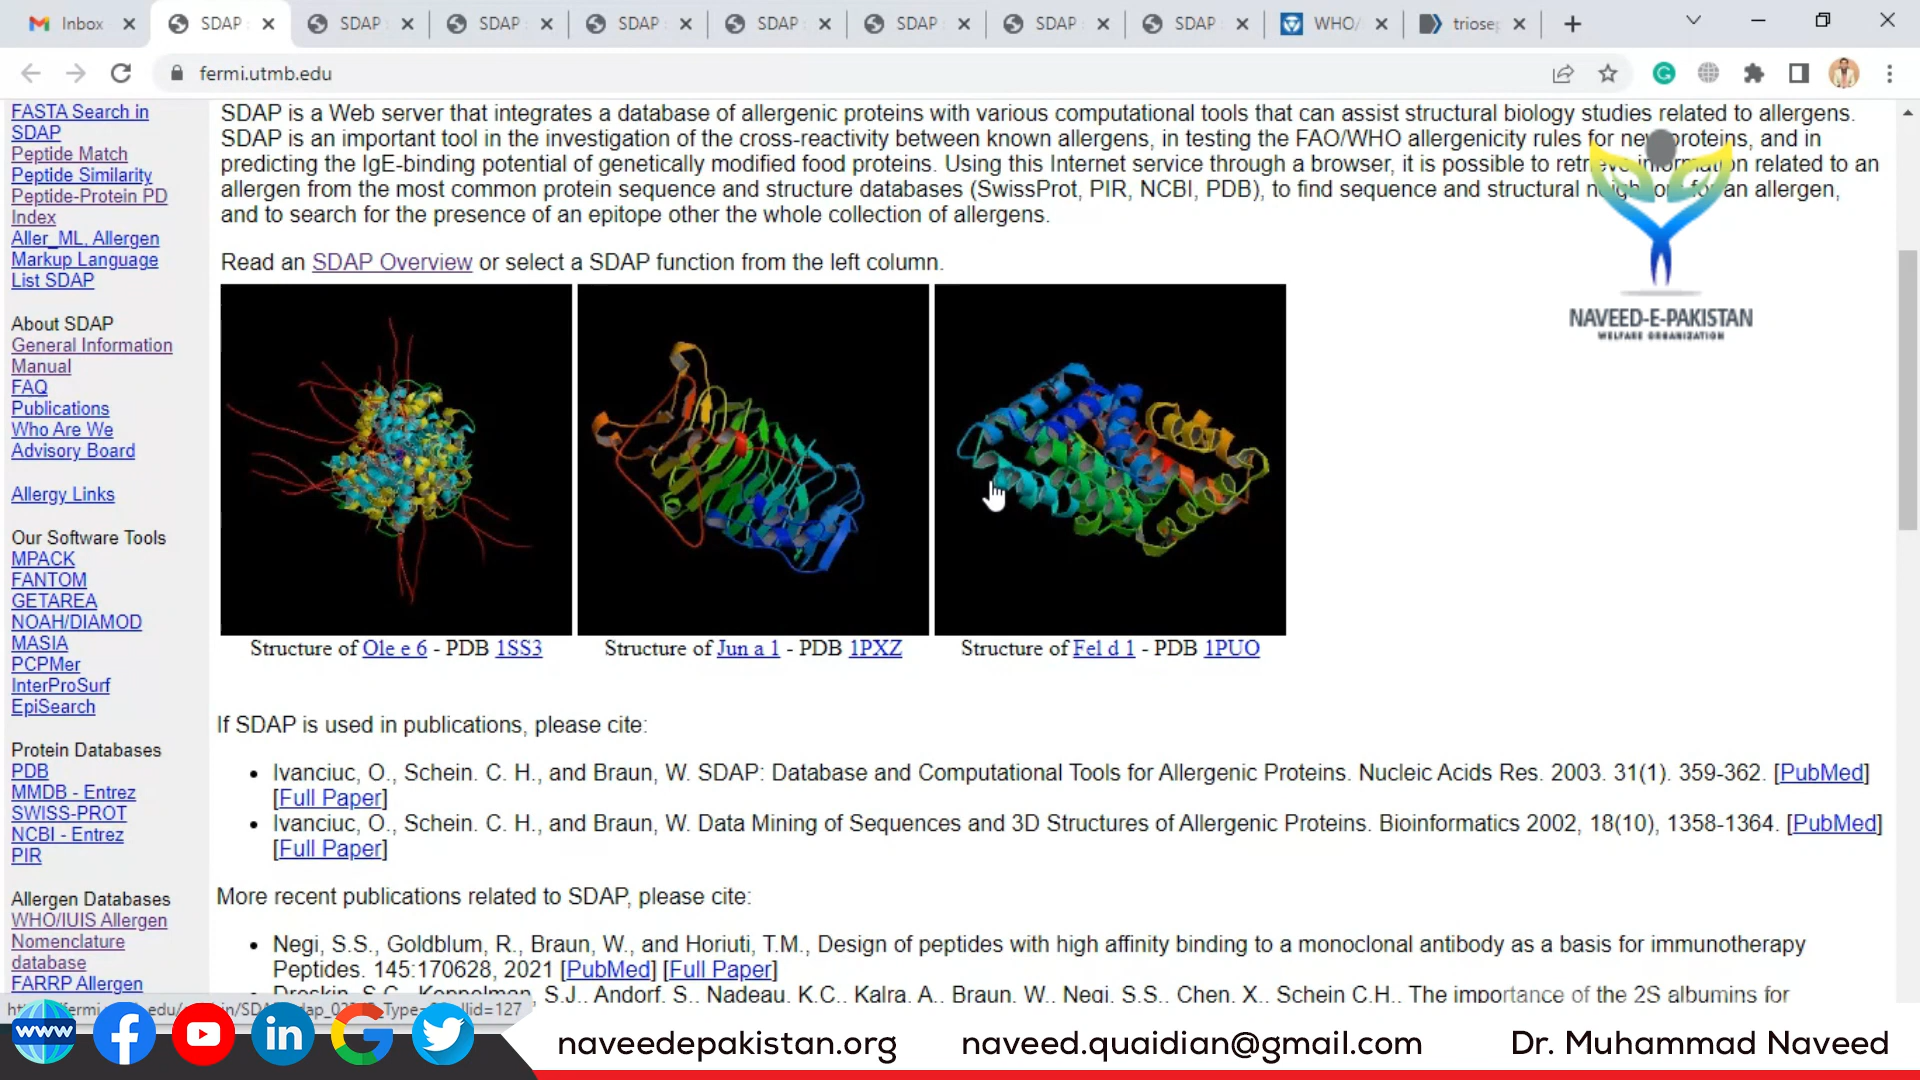 Inbox
SDAP
SDAP
SDAP
SDAP
SDAP
SDAP
SDAP
SDAP
WHO/
triose
fermi.utmb.edu
FASTA Search in
SDAP
Peptide Match
Peptide Similarity
Peptide-Protein PD
Index
Aller_ML, Allergen
Markup Language
List SDAP
About SDAP
General Information
Manual
FAQ
Publications
Who Are We
Advisory Board
Allergy Links
Our Software Tools
MPACK
FANTOM
GETAREA
NOAH/DIAMOD
MASIA
PCPMer
InterProSurf
EpiSearch
Protein Databases
PDB
MMDB - Entrez
SWISS-PROT
NCBI - Entrez
PIR
Allergen Databases
WHO/IUIS Allergen
Nomenclature
database
FARRP Allergen
SDAP is a Web server that integrates a database of allergenic proteins with various computational tools that can assist structural biology studies related to allergens.
SDAP is an important tool in the investigation of the cross-reactivity between known allergens, in testing the FAO/WHO allergenicity rules for new proteins, and in
predicting the IgE-binding potential of genetically modified food proteins. Using this Internet service through a browser, it is possible to retrieve information related to an
allergen from the most common protein sequence and structure databases (SwissProt, PIR, NCBI, PDB), to find sequence and structural neighbors for an allergen,
and to search for the presence of an epitope other the whole collection of allergens.
Read an SDAP Overview or select a SDAP function from the left column.
NAVEED-E-PAKISTAN
WELFARE ORGANIZATION
Structure of Ole e 6 - PDB 1SS3
Structure of Jun a 1 - PDB 1PXZ
Structure of Fel d 1 - PDB 1PUO
If SDAP is used in publications, please cite:
• Ivanciuc, O., Schein. C. H., and Braun, W. SDAP: Database and Computational Tools for Allergenic Proteins. Nucleic Acids Res. 2003. 31(1). 359-362. [PubMed]
[Full Paper]
• Ivanciuc, O., Schein. C. H., and Braun, W. Data Mining of Sequences and 3D Structures of Allergenic Proteins. Bioinformatics 2002, 18(10), 1358-1364. [PubMed]
[Full Paper]
More recent publications related to SDAP, please cite:
• Negi, S.S., Goldblum, R., Braun, W., and Horiuti, T.M., Design of peptides with high affinity binding to a monoclonal antibody as a basis for immunotherapy
Peptides. 145:170628, 2021 [PubMed] [Full Paper]
• Dreskin, S.C., Koppelman, S.J., Andorf, S., Nadeau, K.C., Kalra, A., Braun, W., Negi, S.S., Chen, X., Schein C.H., The importance of the 2S albumins for
www
naveedepakistan.org
naveed.quaidian@gmail.com
Dr. Muhammad Naveed